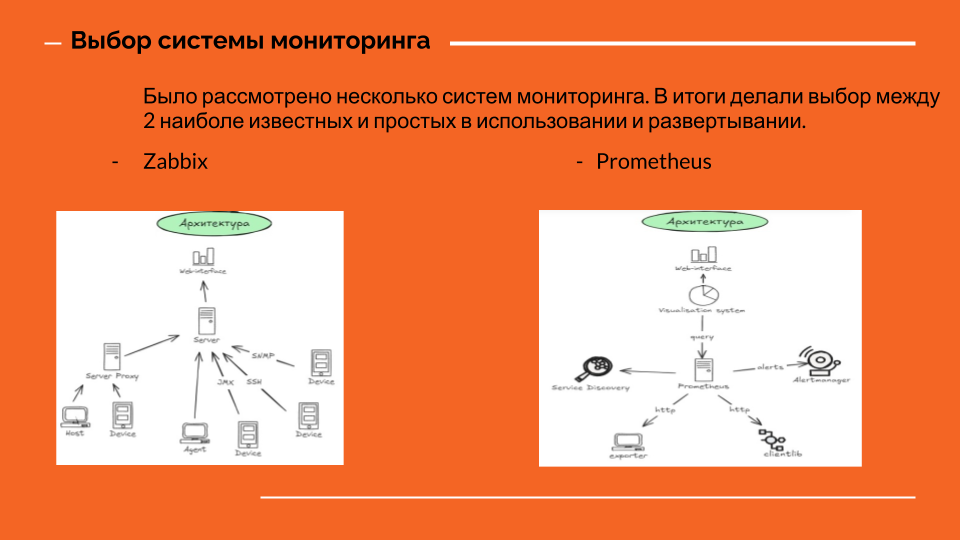 Выбор системы мониторинга
Было рассмотрено несколько систем мониторинга. В итоги делали выбор между
2 наиболе известных и простых в использовании и развертывании.
- Zabbix
- Prometheus
Архитектура
Web-interface
Server
SNMP
JMX
SSH
Server Proxy
Device
Host
Device
Agent
Device
Device
Архитектура
Web-interface
Visualisation system
query
Service Discovery
Prometheus
alerts
Alertmanager
http
http
exporter
clientlib